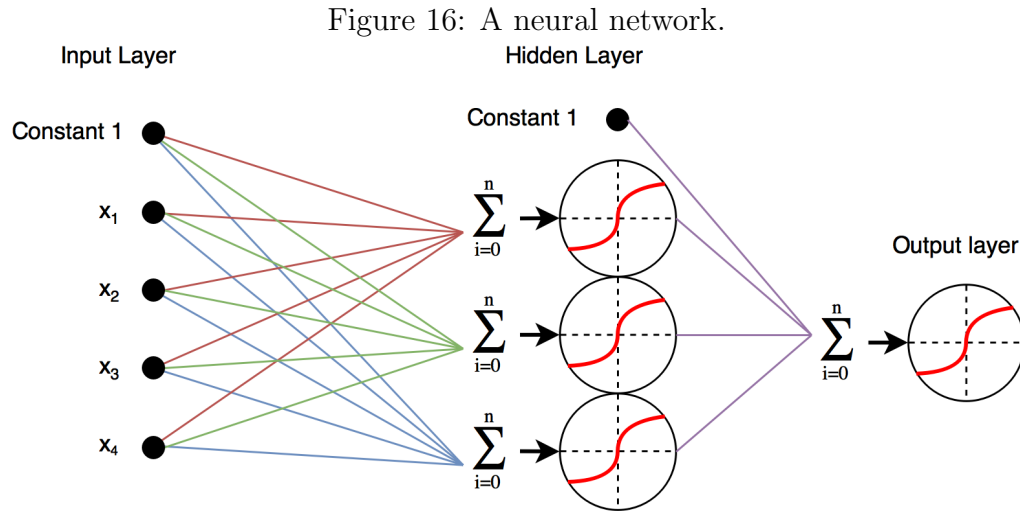 Figure 16: A neural network.
Input Layer
Hidden Layer
Constant 1
Constant 1
x₁
n
∑
i=0
Output layer
x₂
n
∑
i=0
n
∑
i=0
x₃
x₄
n
∑
i=0